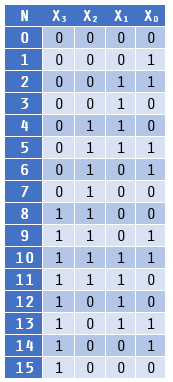 N X₃ X₂ X₁ X₀
0 0 0 0 0
1 0 0 0 1
2 0 0 1 1
3 0 0 1 0
4 0 1 1 0
5 0 1 1 1
6 0 1 0 1
7 0 1 0 0
8 1 1 0 0
9 1 1 0 1
10 1 1 1 1
11 1 1 1 0
12 1 0 1 0
13 1 0 1 1
14 1 0 0 1
15 1 0 0 0